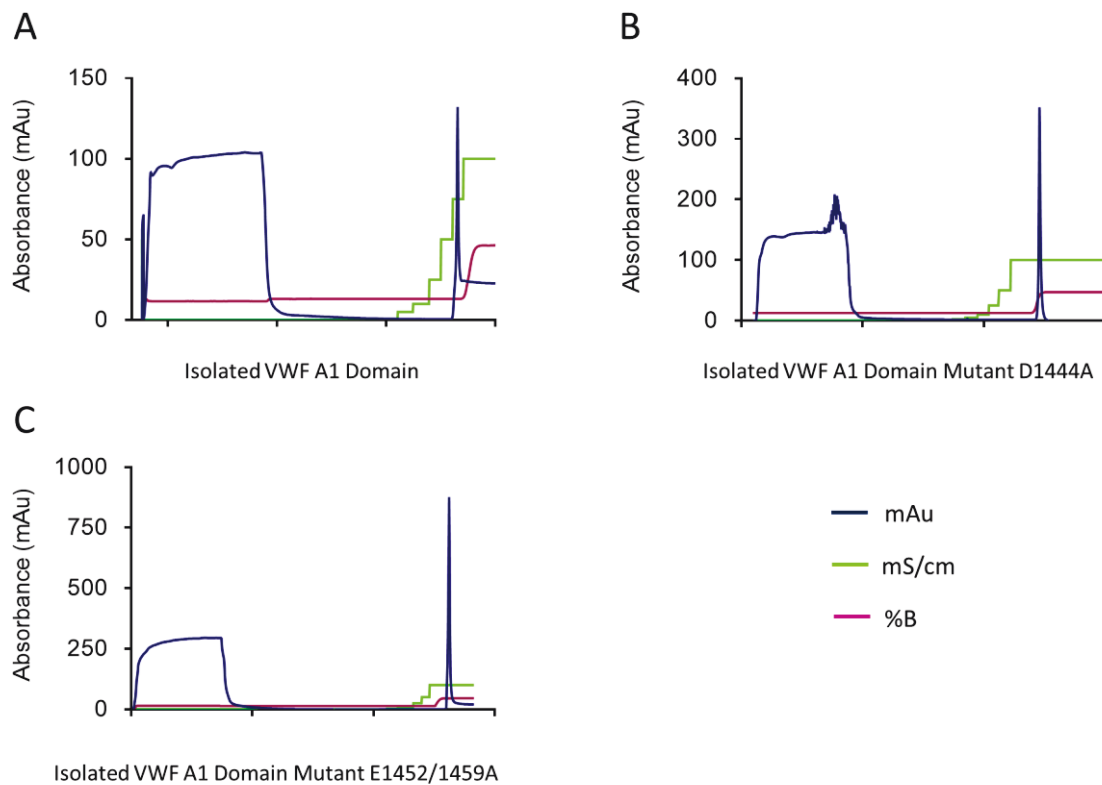 A
Absorbance (mAu)
150
100
50
0
Isolated VWF A1 Domain
B
Absorbance (mAu)
400
300
200
100
0
Isolated VWF A1 Domain Mutant D1444A
C
Absorbance (mAu)
1000
750
500
250
0
Isolated VWF A1 Domain Mutant E1452/1459A
mAu
mS/cm
%B